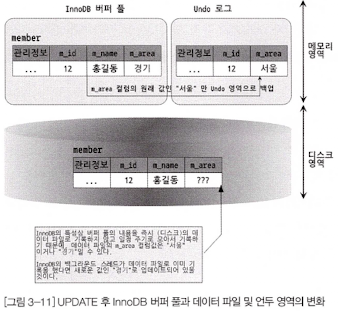 InnoDB 버퍼 풀
Undo 로그
member
관리정보 m_id m_name m_area
... 12 홍길동 경기
관리정보 m_id m_area
... 12 서울
m_area 컬럼의 원래 값인 "서울" 만 Undo 영역으로 백업
메모리 영역
member
관리정보 m_id m_name m_area
... 12 홍길동 ???
디스크 영역
InnoDB의 특성상 버퍼 풀의 내용을 즉시 (디스크)의 데
이터 파일로 기록하지 않고 일정 주기로 모아서 기록하
기 때문에, 데이터 파일의 m_area 컬럼값은 "서울"
이거나 "경기"일 수 있다.
InnoDB의 백그라운드 스레드가 데이터 파일로 이미 기
록을 했다면 새로운 값인 "경기"로 업데이트되어 있을
것이다.
[그림 3-11] UPDATE 후 InnoDB 버퍼 풀과 데이터 파일 및 언두 영역의 변화